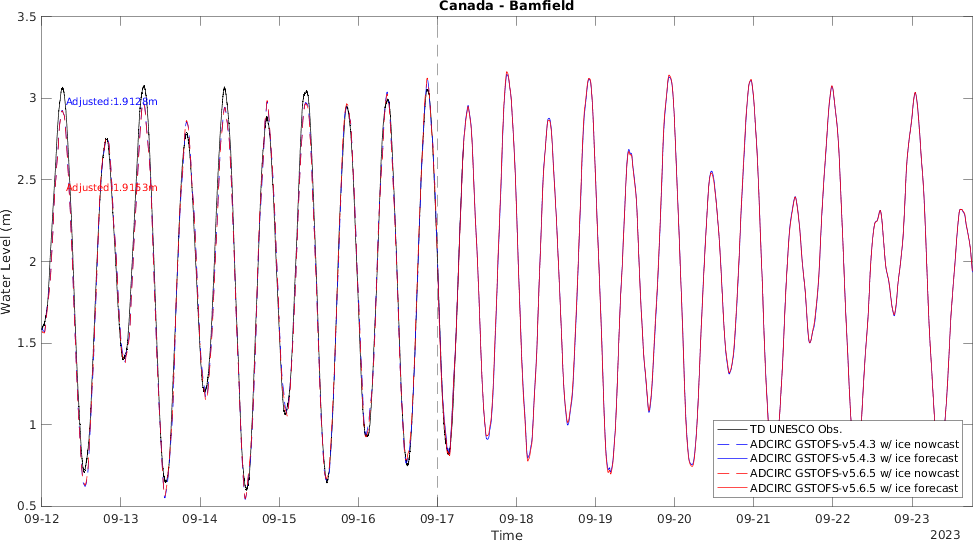 Canada - Bamfield
Water Level (m)
3.5
3
2.5
2
1.5
1
0.5
Adjusted:1.9128m
Adjusted:1.9153m
TD UNESCO Obs.
ADCIRC GSTOFS-v5.4.3 w/ ice nowcast
ADCIRC GSTOFS-v5.4.3 w/ ice forecast
ADCIRC GSTOFS-v5.6.5 w/ ice nowcast
ADCIRC GSTOFS-v5.6.5 w/ ice forecast
09-12 09-13 09-14 09-15 09-16 09-17 09-18 09-19 09-20 09-21 09-22 09-23
2023
Time